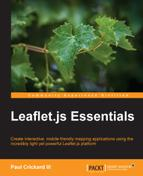 Community Experience Distilled
Leaflet.js Essentials
Create interactive, mobile-friendly mapping applications using the
incredibly light yet powerful Leaflet.js platform
Paul Crickard III
PACKT
PUBLISHING